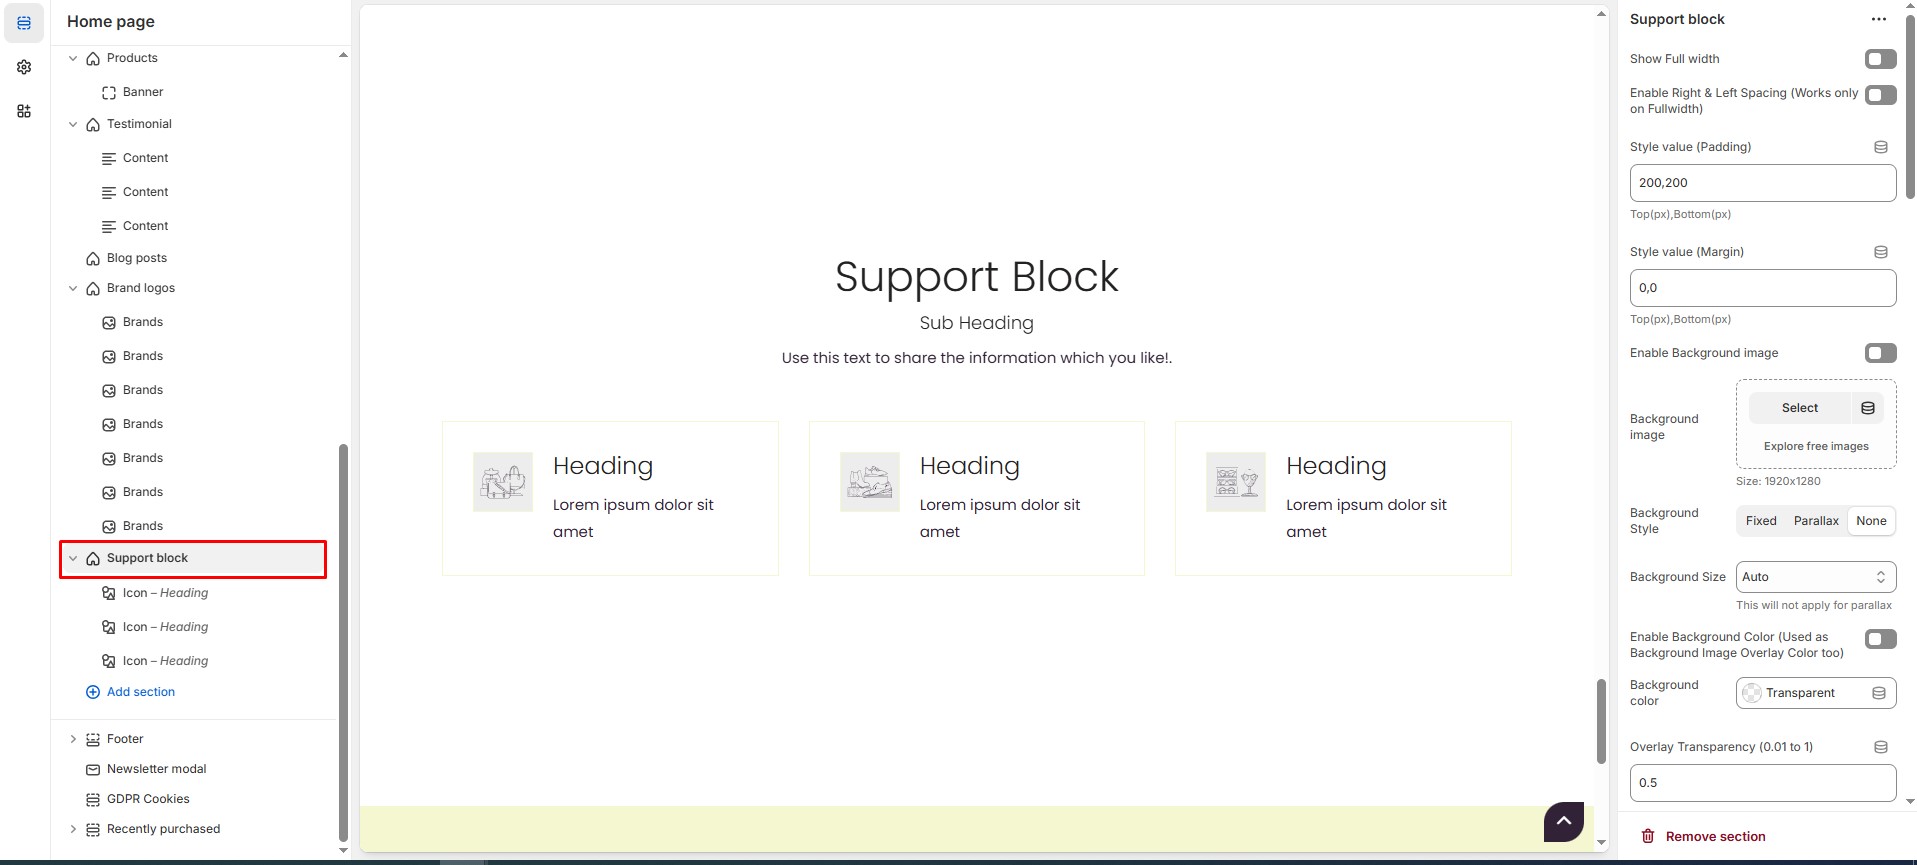 Home page
Products
Banner
Testimonial
Content
Content
Content
Blog posts
Brand logos
Brands
Brands
Brands
Brands
Brands
Brands
Brands
Support block
Icon – Heading
Icon – Heading
Icon – Heading
Add section
Footer
Newsletter modal
GDPR Cookies
Recently purchased
Support Block
Sub Heading
Use this text to share the information which you like!.
Heading
Lorem ipsum dolor sit
amet
Heading
Lorem ipsum dolor sit
amet
Heading
Lorem ipsum dolor sit
amet
Support block
Show Full width
Enable Right & Left Spacing (Works only
on Fullwidth)
Style value (Padding)
200,200
Top(px),Bottom(px)
Style value (Margin)
0,0
Top(px),Bottom(px)
Enable Background image
Background
image
Select
Explore free images
Size: 1920x1280
Background
Style
Fixed Parallax None
Background Size
Auto
This will not apply for parallax
Enable Background Color (Used as
Background Image Overlay Color too)
Background
color
Transparent
Overlay Transparency (0.01 to 1)
0.5
Remove section